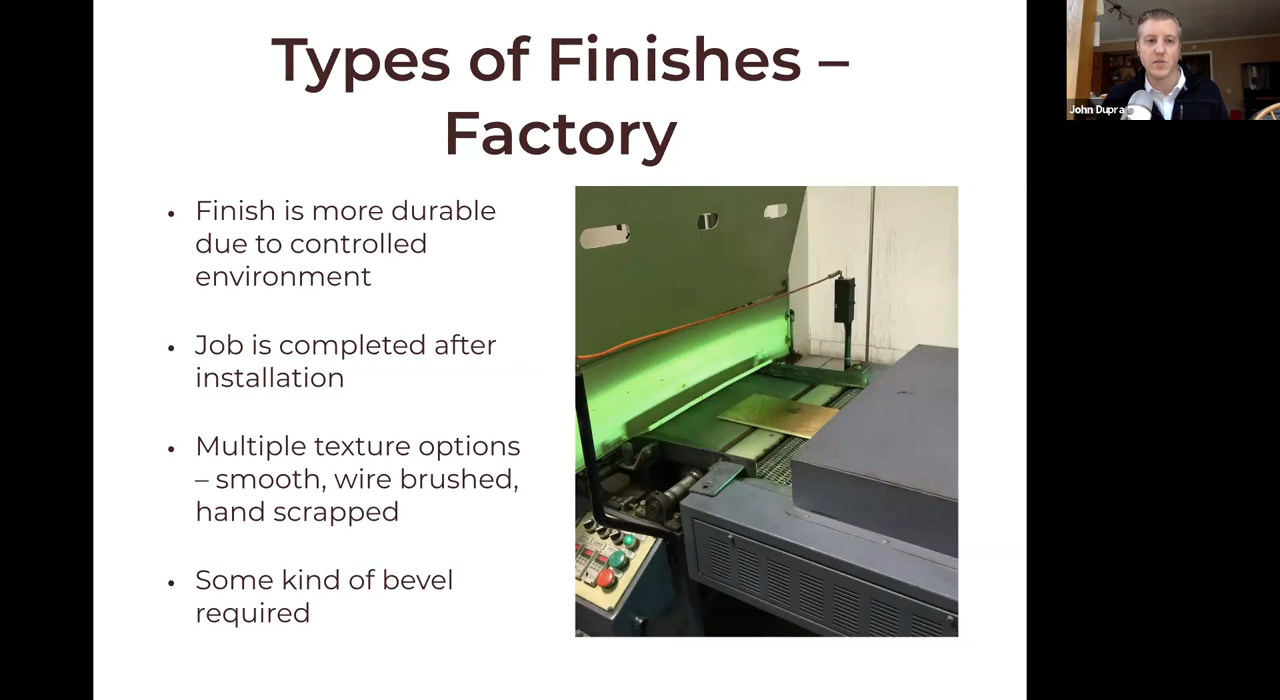 Types of Finishes –
Factory
• Finish is more durable
due to controlled
environment
• Job is completed after
installation
• Multiple texture options
– smooth, wire brushed,
hand scrapped
• Some kind of bevel
required
John Dupra